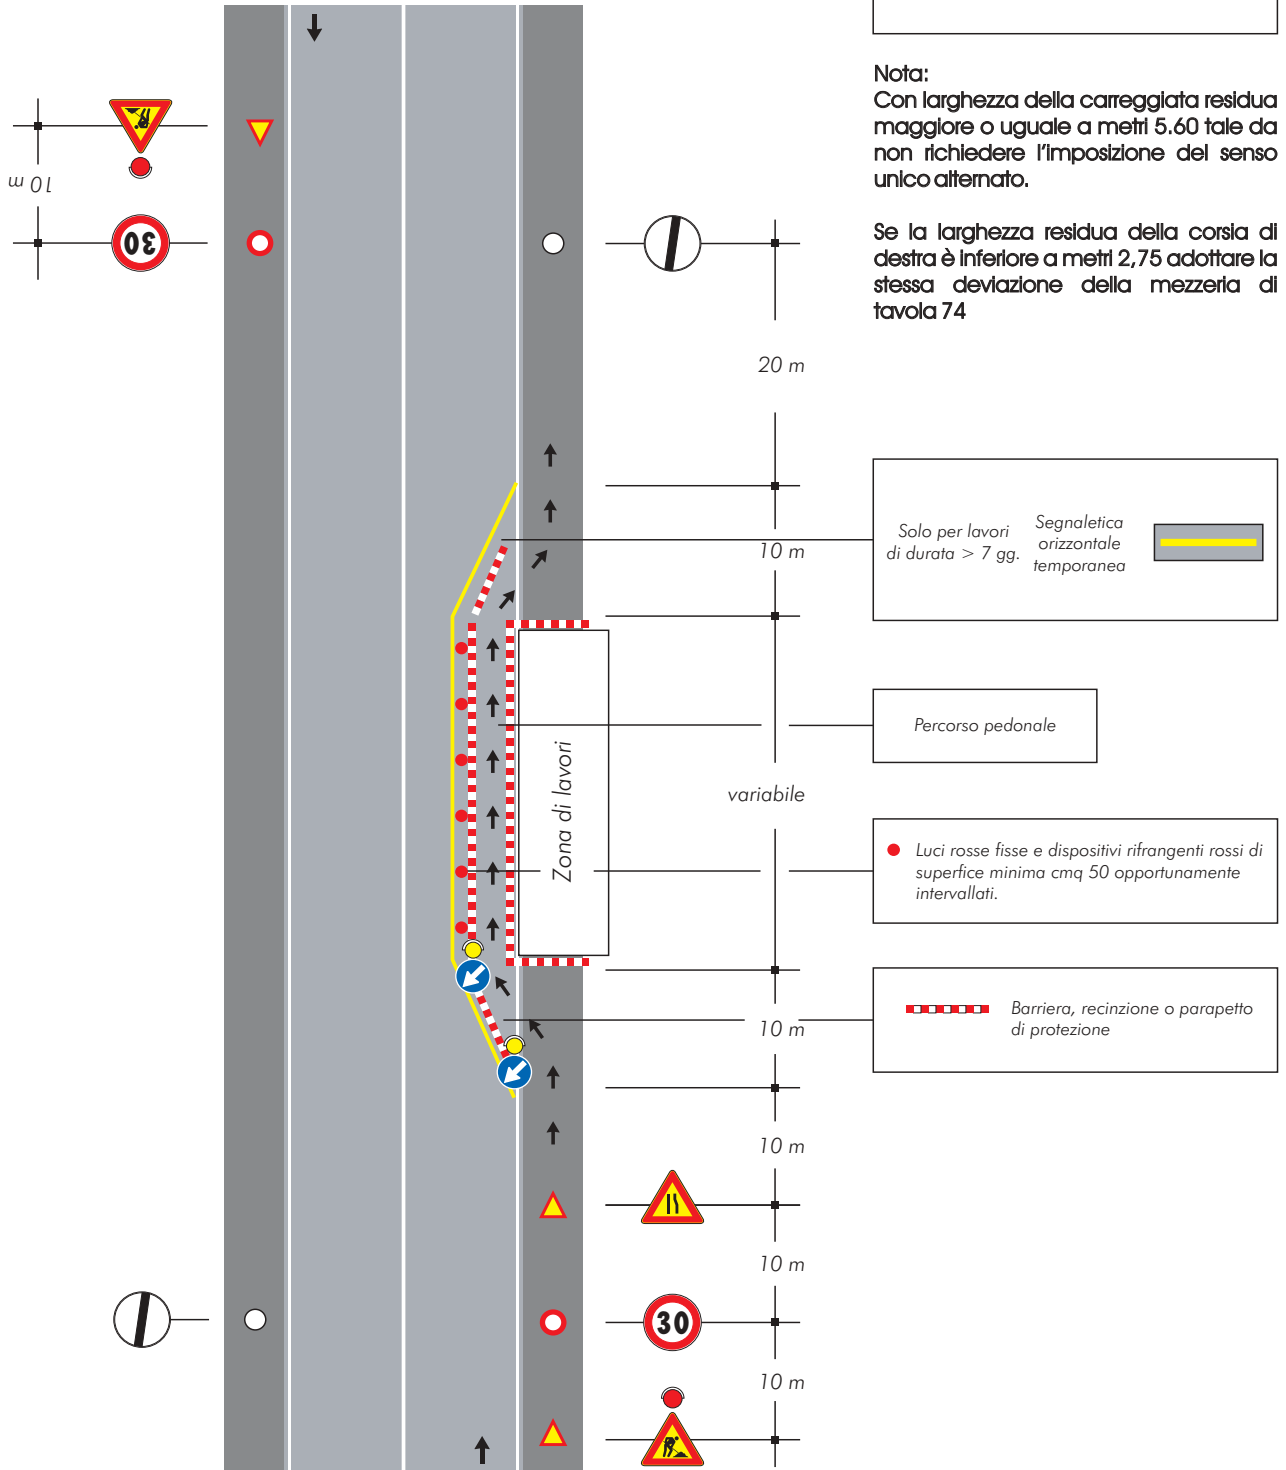 Nota:
Con larghezza della carreggiata residua
maggiore o uguale a metri 5.60 tale da
non richiedere l'imposizione del senso
unico alternato.
Se la larghezza residua della corsia di
destra è inferiore a metri 2,75 adottare la
stessa deviazione della mezzeria di
tavola 74
10 m
30
20 m
10 m
Solo per lavori
di durata > 7 gg.
Segnaletica
orizzontale
temporanea
Percorso pedonale
variabile
Zona di lavori
Luci rosse fisse e dispositivi rifrangenti rossi di
superfice minima cmq 50 opportunamente
intervallati.
Barriera, recinzione o parapetto
di protezione
10 m
10 m
10 m
30
10 m